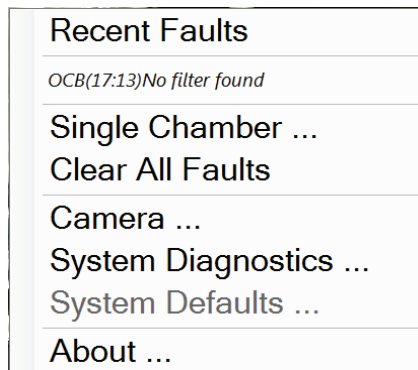 Recent Faults
OCB(17:13)No filter found
Single Chamber ...
Clear All Faults
Camera ...
System Diagnostics ...
System Defaults ...
About ...